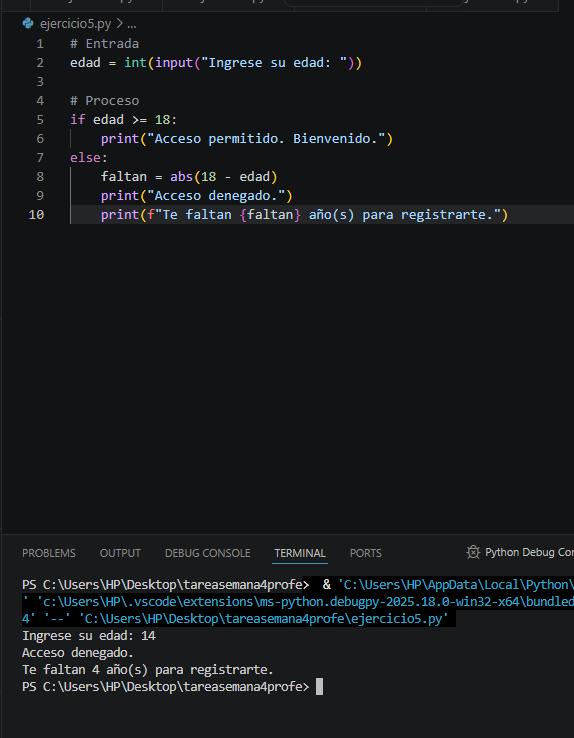 ejercicio5.py > ...
1 # Entrada
2 edad = int(input("Ingrese su edad: "))
3
4 # Proceso
5 if edad >= 18:
6 print("Acceso permitido. Bienvenido.")
7 else:
8 faltan = abs(18 - edad)
9 print("Acceso denegado.")
10 print(f"Te faltan {faltan} año(s) para registrarte.")
PROBLEMS OUTPUT DEBUG CONSOLE TERMINAL PORTS Python Debug Con
PS C:\Users\HP\Desktop\tareasemana4profe> & 'C:\Users\HP\AppData\Local\Python\
' 'c:\Users\HP\.vscode\extensions\ms-python.debugpy-2025.18.0-win32-x64\bundled
4' '--' 'C:\Users\HP\Desktop\tareasemana4profe\ejercicio5.py'
Ingrese su edad: 14
Acceso denegado.
Te faltan 4 año(s) para registrarte.
PS C:\Users\HP\Desktop\tareasemana4profe>